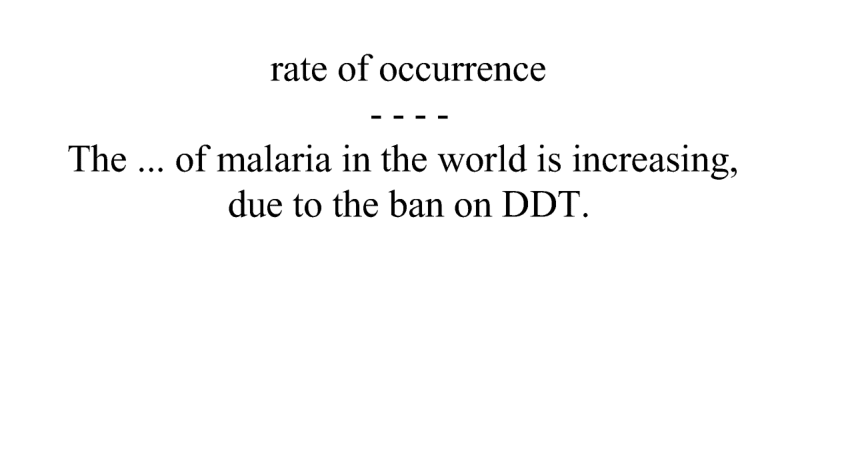 rate of occurrence
- - - -
The ... of malaria in the world is increasing,
due to the ban on DDT.